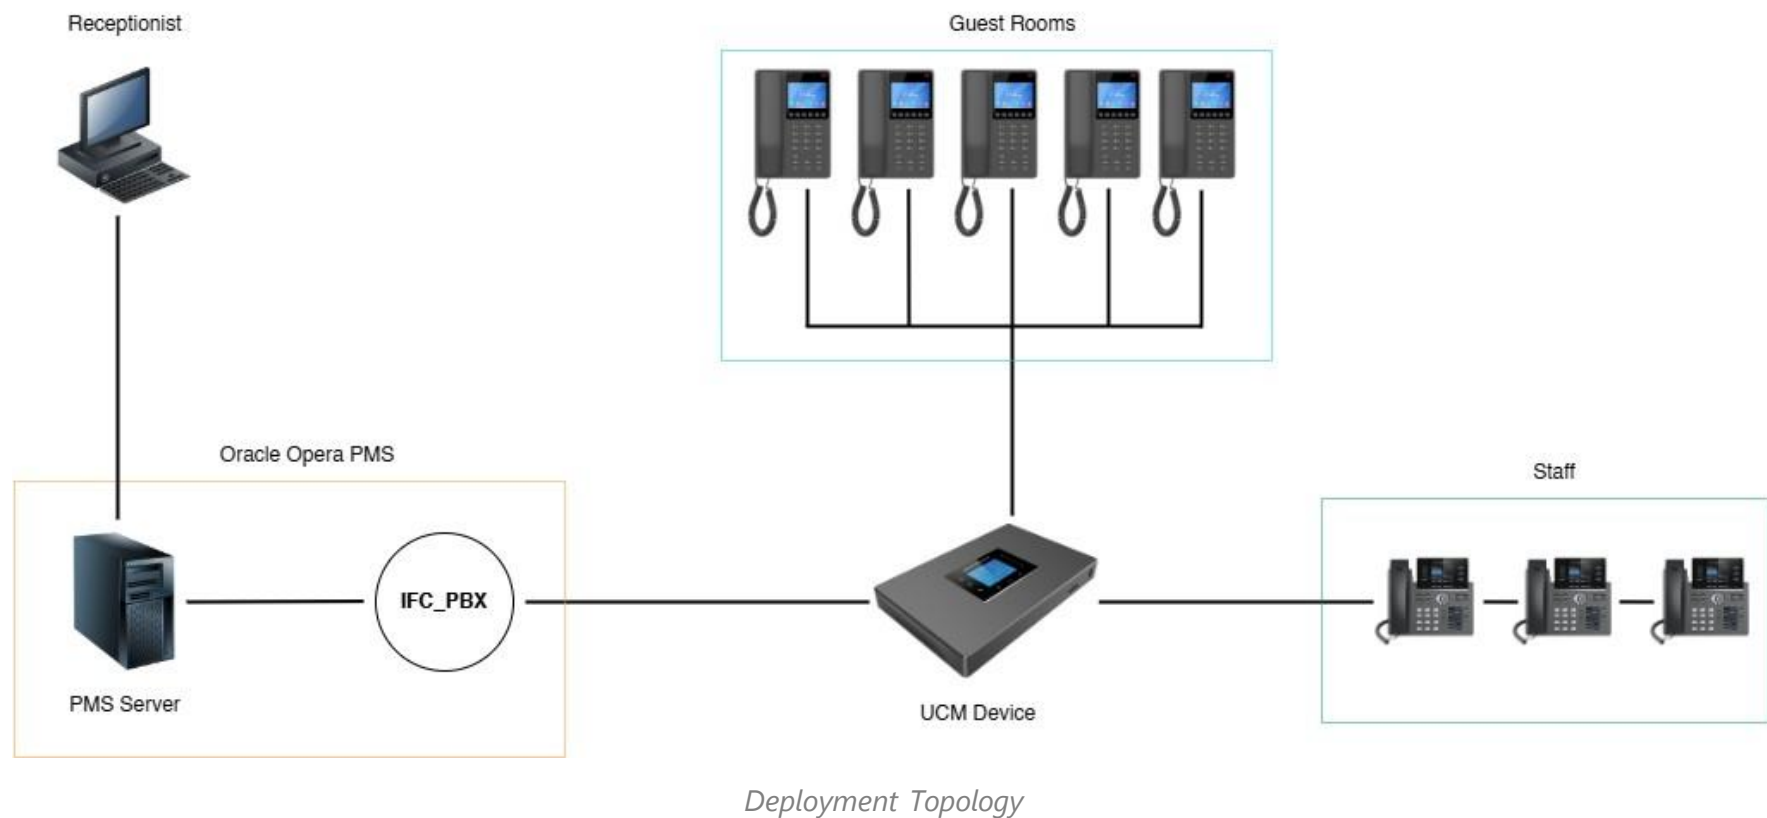 Receptionist
Guest Rooms
Oracle Opera PMS
Staff
IFC_PBX
PMS Server
UCM Device
Deployment Topology